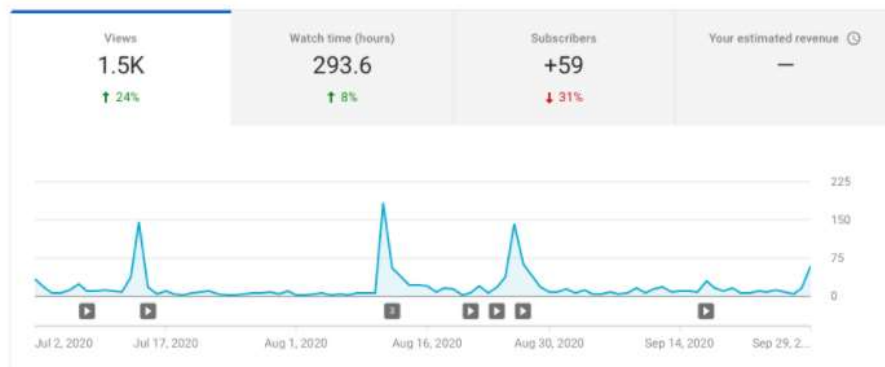 Views
1.5K
↑ 24%
Watch time (hours)
293.6
↑ 8%
Subscribers
+59
↓ 31%
Your estimated revenue
—
225
150
75
0
2
Jul 2, 2020 Jul 17, 2020 Aug 1, 2020 Aug 16, 2020 Aug 30, 2020 Sep 14, 2020 Sep 29, 2...